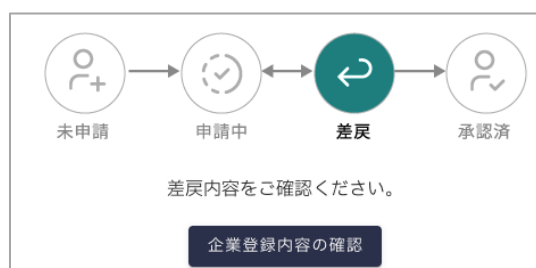 未申請
申請中
差戻
承認済
差戻内容をご確認ください。
企業登録内容の確認